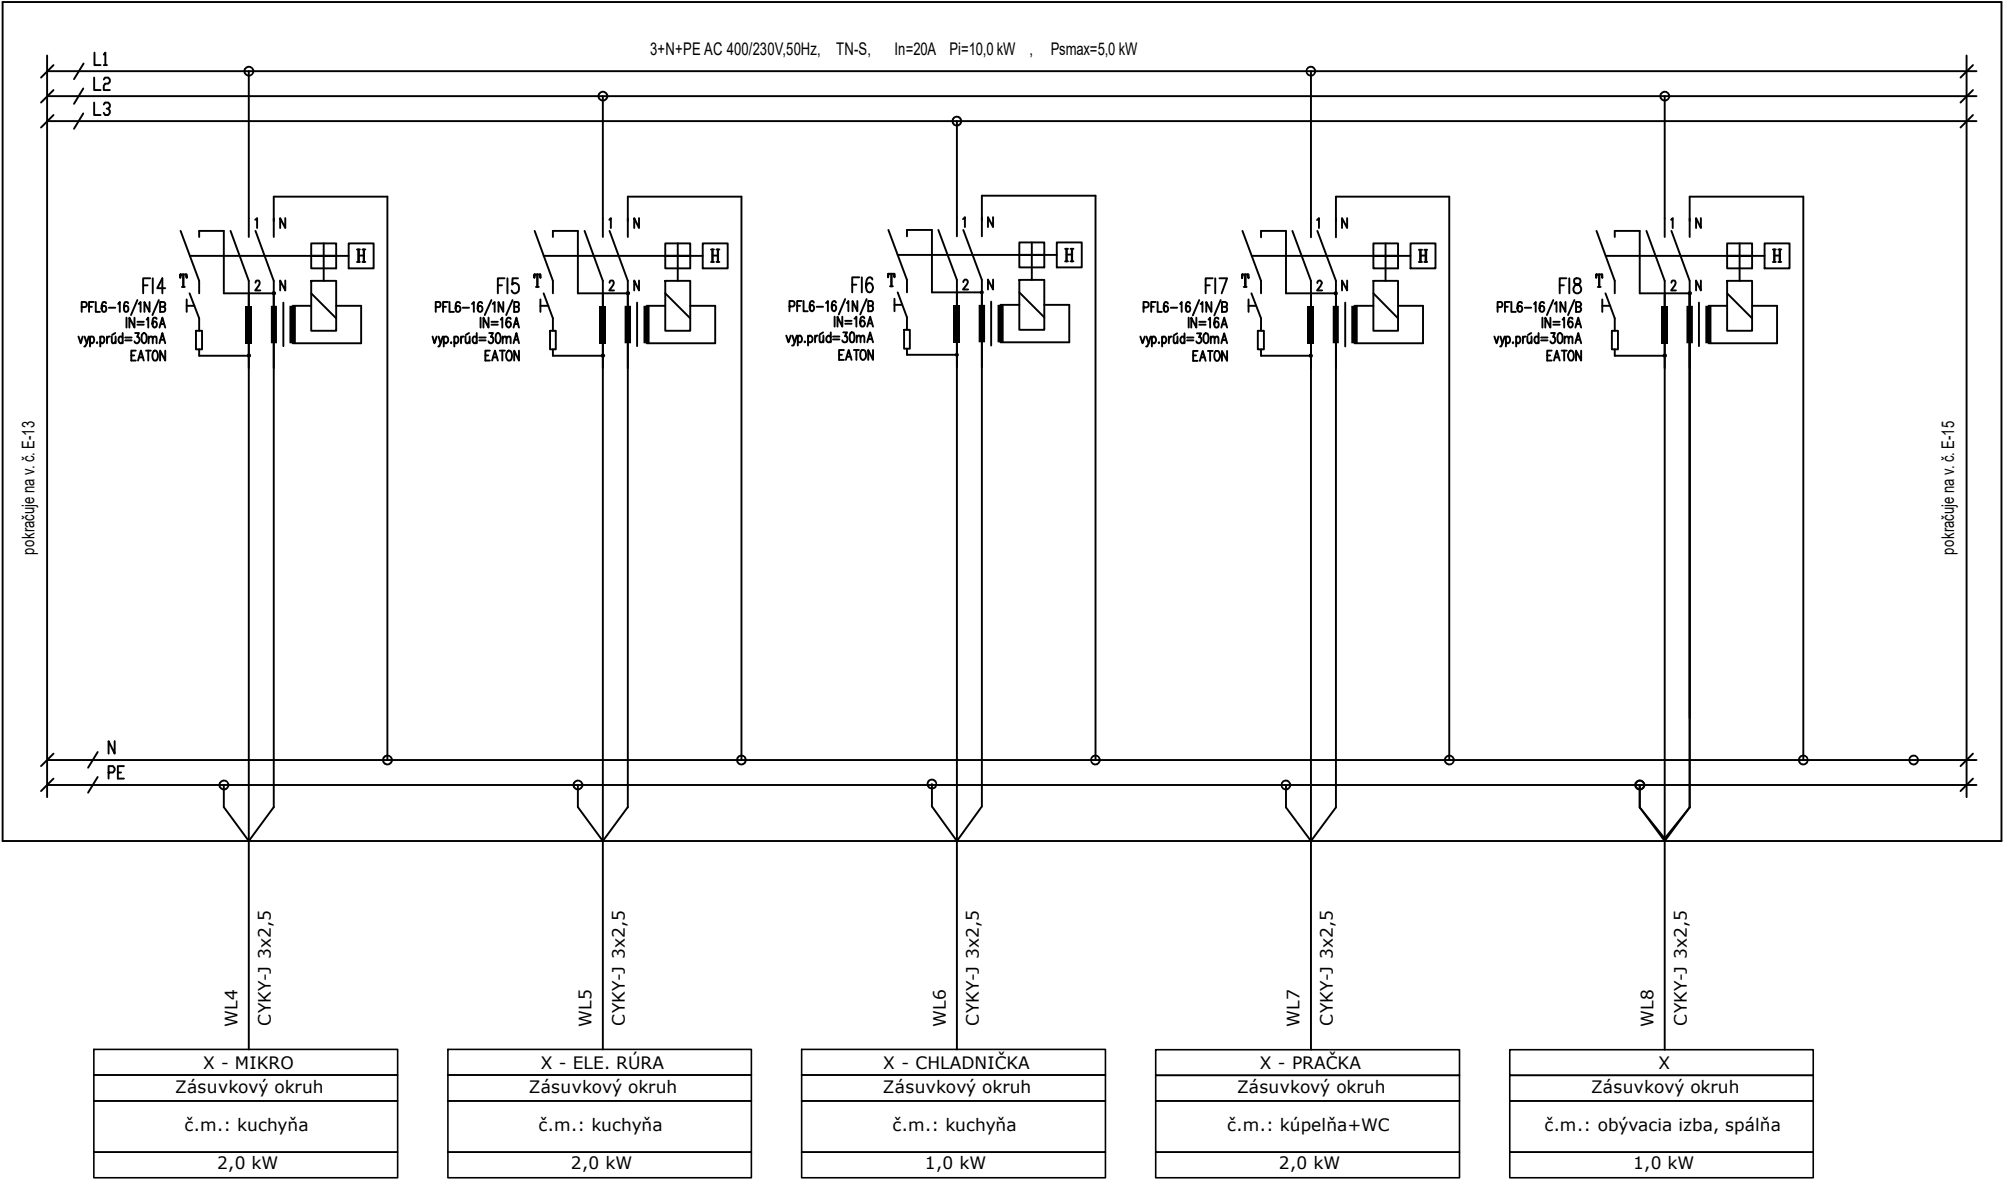 3+N+PE AC 400/230V,50Hz, TN-S, In=20A Pi=10,0 kW , Psmax=5,0 kW
L1
L2
L3
1 N
H
T
2 N
FI4
PFL6-16/1N/B
IN=16A
vyp.prúd=30mA
EATON
1 N
H
T
2 N
FI5
PFL6-16/1N/B
IN=16A
vyp.prúd=30mA
EATON
1 N
H
T
2 N
FI6
PFL6-16/1N/B
IN=16A
vyp.prúd=30mA
EATON
1 N
H
T
2 N
FI7
PFL6-16/1N/B
IN=16A
vyp.prúd=30mA
EATON
1 N
H
T
2 N
FI8
PFL6-16/1N/B
IN=16A
vyp.prúd=30mA
EATON
pokračuje na v. č. E-13
pokračuje na v. č. E-15
N
PE
WL4
CYKY-J 3x2,5
WL5
CYKY-J 3x2,5
WL6
CYKY-J 3x2,5
WL7
CYKY-J 3x2,5
WL8
CYKY-J 3x2,5
X - MIKRO
Zásuvkový okruh
č.m.: kuchyňa
2,0 kW
X - ELE. RÚRA
Zásuvkový okruh
č.m.: kuchyňa
2,0 kW
X - CHLADNIČKA
Zásuvkový okruh
č.m.: kuchyňa
1,0 kW
X - PRAČKA
Zásuvkový okruh
č.m.: kúpelňa+WC
2,0 kW
X
Zásuvkový okruh
č.m.: obývacia izba, spálňa
1,0 kW